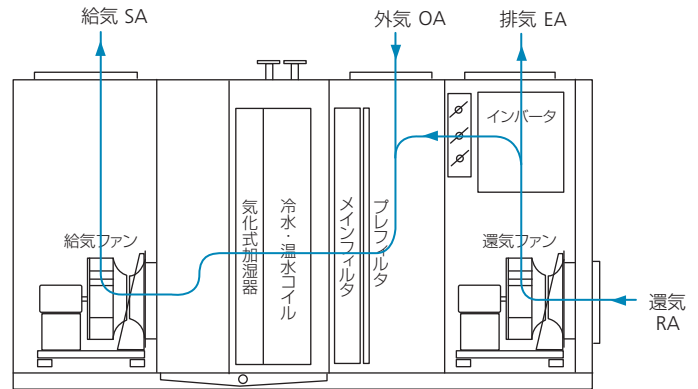 給気 SA
外気 OA
排気 EA
インバータ
給気ファン
気化式加湿器
冷水・温水コイル
メインフィルタ
プレフィルタ
還気ファン
還気
RA